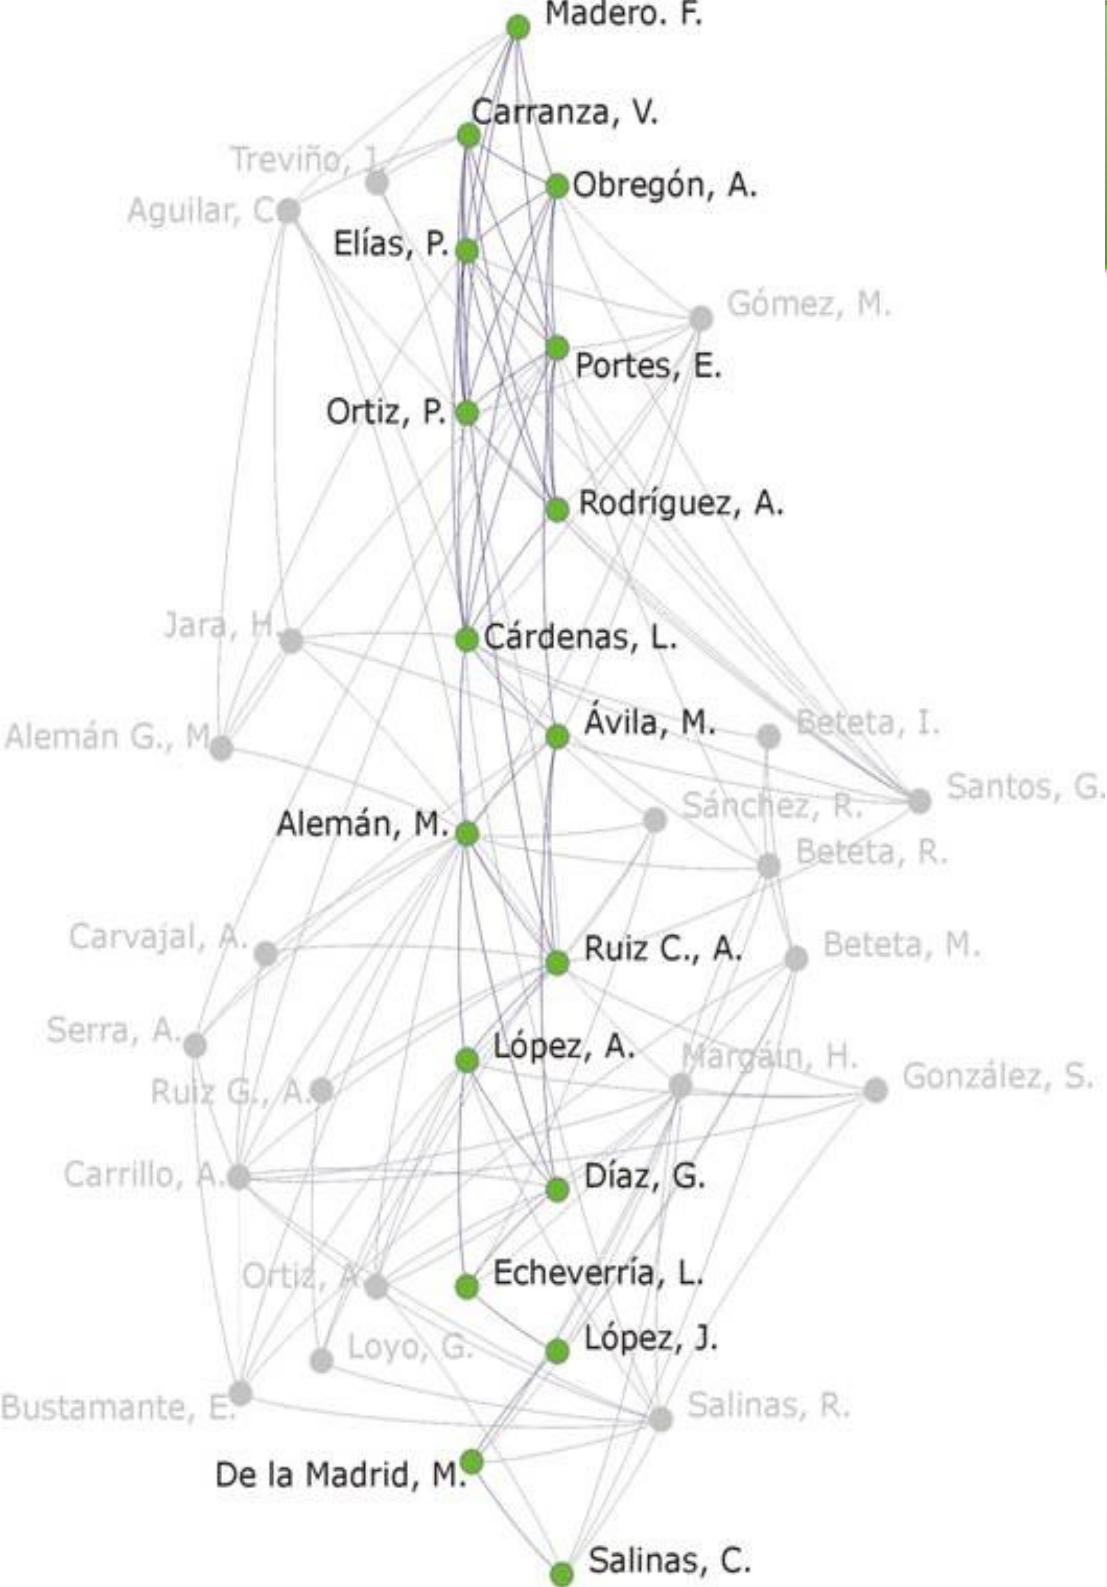 Madero. F.
Carranza, V.
Treviño, J.
Obregón, A.
Aguilar, C.
Elías, P.
Gómez, M.
Portes, E.
Ortiz, P.
Rodríguez, A.
Jara, H.
Cárdenas, L.
Ávila, M.
Beteta, I.
Alemán G., M.
Santos, G.
Sánchez, R.
Alemán, M.
Beteta, R.
Carvajal, A.
Ruiz C., A.
Beteta, M.
Serra, A.
López, A.
Margáin, H.
González, S.
Ruiz G., A.
Carrillo, A.
Díaz, G.
Ortiz, A.
Echeverría, L.
López, J.
Loyo, G.
Bustamante, E.
Salinas, R.
De la Madrid, M.
Salinas, C.